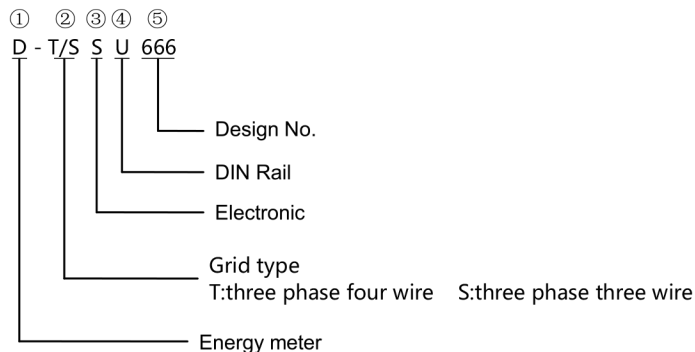 ① ② ③ ④ ⑤
D - T/S S U 666
Design No.
DIN Rail
Electronic
Grid type
T:three phase four wire S:three phase three wire
Energy meter